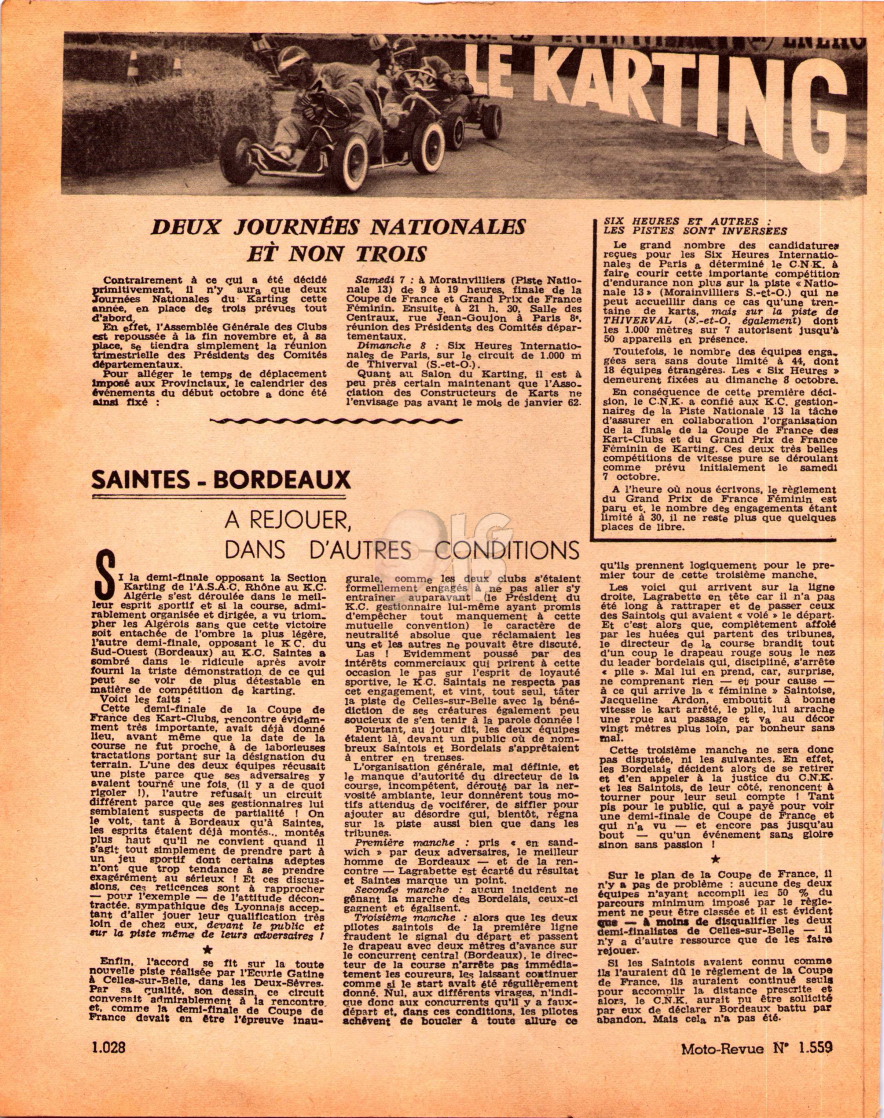 LE KARTING
DEUX JOURNÉES NATIONALES
ET NON TROIS
Contrairement à ce qui a été décidé
primitivement, il n'y aura que deux
Journées Nationales du Karting cette
année, en place des trois prévues tout
d'abord.
En effet, l'Assemblée Générale des Clubs
est repoussée à la fin novembre et, à sa
place, se tiendra simplement la réunion
trimestrielle des Présidents des Comités
départementaux.
Pour alléger le temps de déplacement
imposé aux Provinciaux, le calendrier des
événements du début octobre a donc été
ainsi fixé :
Samedi 7 : à Morainvilliers (Piste Natio-
nale 13) de 9 à 19 heures, finale de la
Coupe de France et Grand Prix de France
Féminin. Ensuite, à 21 h. 30, Salle des
Centraux, rue Jean-Goujon, à Paris 8e,
réunion des Présidents des Comités dépar-
tementaux.
Dimanche 8 : Six Heures Internatio-
nales de Paris, sur le circuit de 1.000 m
de Thiverval (S.-et-O.).
Quant au Salon du Karting, il est à
peu près certain maintenant que l'Asso-
ciation des Constructeurs de Karts ne
l'envisage pas avant le mois de janvier 62.
SIX HEURES ET AUTRES :
LES PISTES SONT INVERSEES
Le grand nombre des candidatures
reçues pour les Six Heures Internatio-
nales de Paris a déterminé le C.N.K. à
faire courir cette importante compétition
d'endurance non plus sur la piste « Natio-
nale 13 » (Morainvilliers S.-et-O.) qui ne
peut accueillir dans ce cas qu'une tren-
taine de karts, mais sur la piste de
THIVERVAL (S.-et-O. également) dont
les 1.000 mètres sur 7 autorisent jusqu'à
50 appareils en présence.
Toutefois, le nombre des équipes enga-
gées sera sans doute limité à 44, dont
18 équipes étrangères. Les « Six Heures »
demeurent fixées au dimanche 8 octobre.
En conséquence de cette première déci-
sion, le C.N.K. a confié aux K.C. gestion-
naires de la Piste Nationale 13 la tâche
d'assurer en collaboration l'organisation
de la finale de la Coupe de France des
Kart-Clubs et du Grand Prix de France
Féminin de Karting. Ces deux très belles
compétitions de vitesse pure se déroulant
comme prévu initialement le samedi
7 octobre.
A l'heure où nous écrivons, le règlement
du Grand Prix de France Féminin est
paru et, le nombre des engagements étant
limité à 30, il ne reste plus que quelques
places de libre.
SAINTES - BORDEAUX
A REJOUER,
DANS D'AUTRES CONDITIONS
SI la demi-finale opposant la Section
Karting de l'A.S.A.C. Rhône au K.C.
Algérie s'est déroulée dans le meil-
leur esprit sportif et si la course, admi-
rablement organisée et dirigée, a vu triom-
pher les Algérois sans que cette victoire
soit entachée de l'ombre la plus légère,
l'autre demi-finale, opposant le K.C. du
Sud-Ouest (Bordeaux) au K.C. Saintes a
sombré dans le ridicule après avoir
fourni la triste démonstration de ce qui
peut se voir de plus détestable en
matière de compétition de karting.
Voici les faits :
Cette demi-finale de la Coupe de
France des Kart-Clubs, rencontre évidem-
ment très importante, avait déjà donné
lieu, avant même que la date de la
course ne fut proche, à de laborieuses
tractations portant sur la désignation du
terrain. L'une des deux équipes récusait
une piste parce que ses adversaires y
avaient tourné une fois, (il y a de quoi
rigoler !), l'autre refusait un circuit
différent parce que ses gestionnaires lui
semblaient suspects de partialité ! On
le voit, tant à Bordeaux qu'à Saintes,
les esprits étaient déjà montés... montés
plus haut qu'il ne convient quand il
s'agit tout simplement de prendre part à
un jeu sportif dont certains adeptes
n'ont que trop tendance à se prendre
exagérément au sérieux ! Et ces discus-
sions, ces reticences sont à rapprocher
— pour l'exemple — de l'attitude décon-
tractée, sympathique des Lyonnais accep-
tant d'aller jouer leur qualification très
loin de chez eux, devant le public et
sur la piste même de leurs adversaires !
★
Enfin, l'accord se fit sur la toute
nouvelle piste réalisée par l'Ecurie Gatine
à Celles-sur-Belle, dans les Deux-Sèvres.
Par sa qualité, son dessin, ce circuit
convenait admirablement à la rencontre
et, comme la demi-finale de Coupe de
France devait en être l'épreuve inau-
gurale, comme les deux clubs s'étaient
formellement engagés à ne pas aller s'y
entraîner auparavant (le Président du
K.C. gestionnaire lui-même ayant promis
d'empêcher tout manquement à cette
mutuelle convention) le caractère de
neutralité absolue que réclamaient les
uns et les autres ne pouvait être discuté.
Las ! Evidemment poussé par des
intérêts commerciaux qui prirent à cette
occasion le pas sur l'esprit de loyauté
sportive, le K.C. Saintais ne respecta pas
cet engagement, et vint, tout seul, tâter
la piste de Celles-sur-Belle avec la béné-
diction de ses créatures également peu
soucieux de s'en tenir à la parole donnée !
Pourtant, au jour dit, les deux équipes
étaient là, devant un public où de nom-
breux Saintois et Bordelais s'apprêtaient
à entrer en transes.
L'organisation générale, mal définie, et
le manque d'autorité du directeur de la
course, incompétent, dérouté par la ner-
vosité ambiante, leur donnèrent tous mo-
tifs attendus de vociférer, de siffler pour
ajouter au désordre qui, bientôt, régna
sur la piste aussi bien que dans les
tribunes.
Première manche : pris « en sand-
wich » par deux adversaires, le meilleur
homme de Bordeaux — et de la ren-
contre — Lagrabette est écarté du résultat
et Saintes marque un point.
Seconde manche : aucun incident ne
gênant la marche des Bordelais, ceux-ci
gagnent et égalisent.
Troisième manche : alors que les deux
pilotes saintois de la première ligne
fraudent le signal du départ et passent
le drapeau avec deux mètres d'avance sur
le concurrent central (Bordeaux), le direc-
teur de la course n'arrête pas immédia-
tement les coureurs, les laissant continuer
comme si le start avait été régulièrement
donné. Nul, aux différents virages, n'indi-
que donc aux concurrents qu'il y a faux-
départ et, dans ces conditions, les pilotes
achèvent de boucler à toute allure ce
qu'ils prennent logiquement pour le pre-
mier tour de cette troisième manche.
Les voici qui arrivent sur la ligne
droite, Lagrabette en tête car il n'a pas
été long à rattraper et de passer ceux
des Saintois qui avaient « volé » le départ.
Et c'est alors que, complètement affolé
par les huées qui partent des tribunes,
le directeur de la course brandit tout
d'un coup le drapeau rouge sous le nez
du leader bordelais qui, discipliné, s'arrête
« pile ». Mal lui en prend, car, surprise,
ne comprenant rien — et pour cause —
à ce qui arrive la « féminine » Saintoise,
Jacqueline Ardon, emboutit à bonne
vitesse le kart arrêté, le plie, lui arrache
une roue au passage et va au décor
vingt mètres plus loin, par bonheur sans
mal.
Cette troisième manche ne sera donc
pas disputée, ni les suivantes. En effet,
les Bordelais décident alors de se retirer
et d'en appeler à la justice du C.N.K.
et les Saintois, de leur côté, renoncent à
tourner pour leur seul compte ! Tant
pis pour le public, qui a payé pour voir
une demi-finale de Coupe de France et
qui n'a vu — et encore pas jusqu'au
bout — qu'un événement sans gloire
sinon sans passion !
★
Sur le plan de la Coupe de France, il
n'y a pas de problème : aucune des deux
équipes n'ayant accompli les 50 % du
parcours minimum imposé par le règle-
ment ne peut être classée et il est évident
que — à moins de disqualifier les deux
demi-finalistes de Celles-sur-Belle — il
n'y a d'autre ressource que de les faire
rejouer.
Si les Saintois avaient connu comme
ils l'auraient dû le règlement de la Coupe
de France, ils auraient continué seuls
pour accomplir la distance prescrite et
alors, le C.N.K. aurait pu être sollicité
par eux de déclarer Bordeaux battu par
abandon. Mais cela n'a pas été.
1.028
Moto-Revue N° 1.559